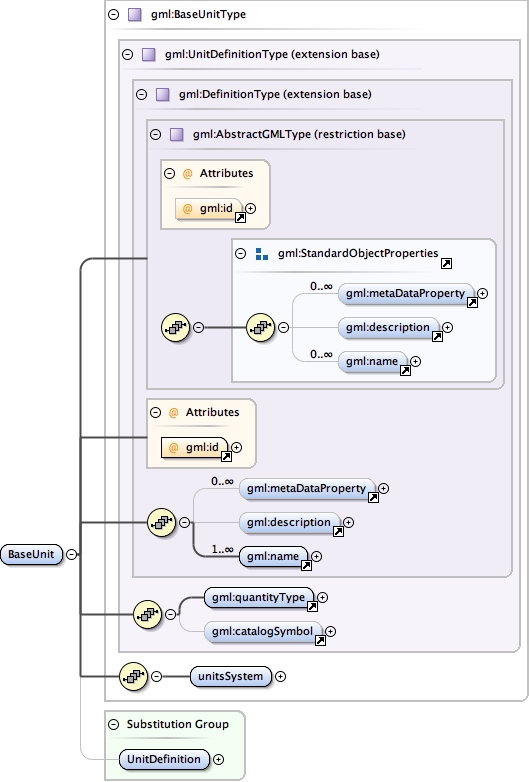 gml:BaseUnitType
gml:UnitDefinitionType (extension base)
gml:DefinitionType (extension base)
gml:AbstractGMLType (restriction base)
@ Attributes
@ gml:id
gml:StandardObjectProperties
0..∞
gml:metaDataProperty
gml:description
0..∞
gml:name
@ Attributes
@ gml:id
0..∞
gml:metaDataProperty
gml:description
1..∞
gml:name
BaseUnit
gml:quantityType
gml:catalogSymbol
unitsSystem
Substitution Group
UnitDefinition